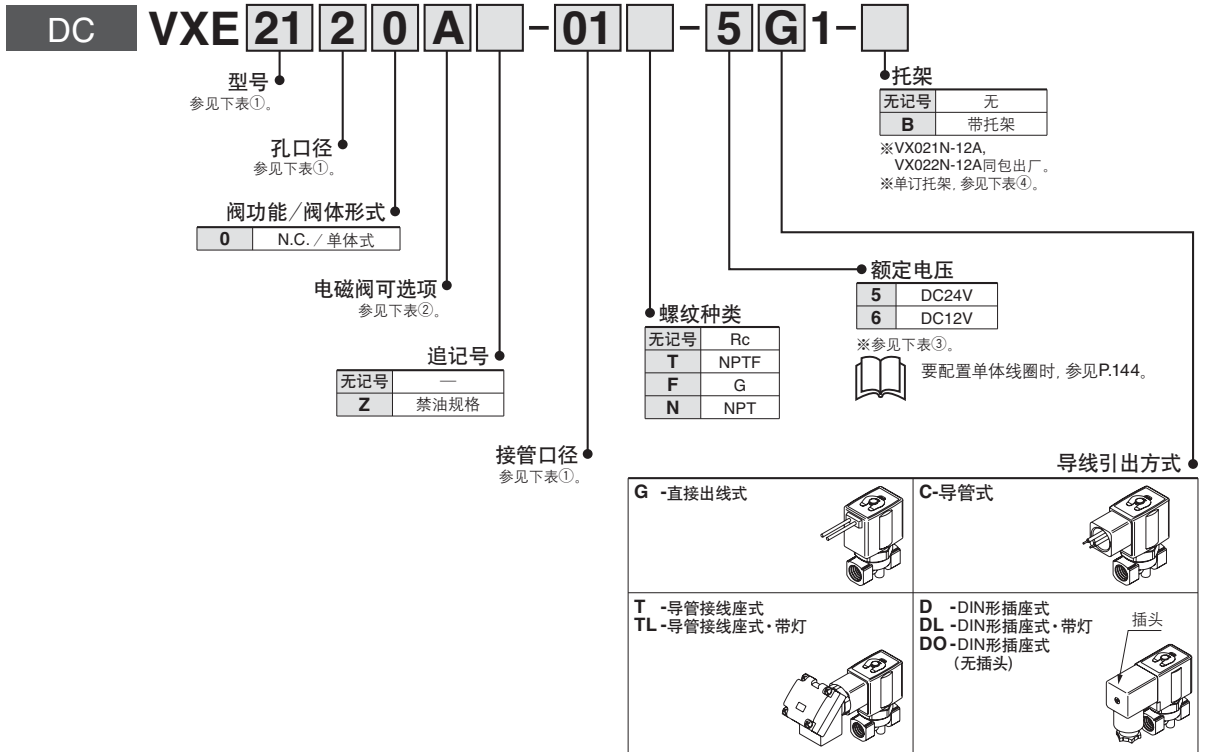 DC VXE 21 2 0 A -01 -5 G 1-
型号
参见下表①。
孔口径
参见下表①。
阀功能/阀体形式
0 N.C./单体式
电磁阀可选项
参见下表②。
追记号
无记号 —
Z 禁油规格
接管口径
参见下表①。
螺纹种类
无记号 Rc
T NPTF
F G
N NPT
额定电压
5 DC24V
6 DC12V
※参见下表③。
要配置单体线圈时, 参见P.144。
托架
无记号 无
B 带托架
※VX021N-12A,
VX022N-12A同包出厂。
※单订托架, 参见下表④。
导线引出方式
G -直接出线式
C-导管式
T -导管接线座式
TL-导管接线座式·带灯
D -DIN形插座式
DL-DIN形插座式·带灯
DO-DIN形插座式
(无插头)
插头